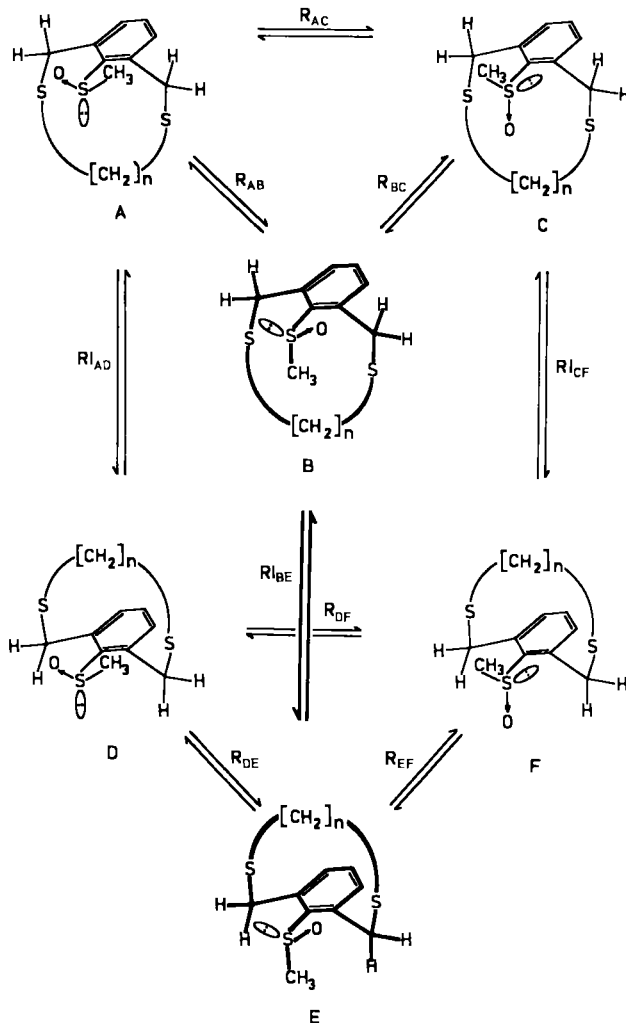 R_AC
H
H
H
H
O
S
CH3
S
S
[CH2]n
A
H
H
H
H
CH3
S
O
S
S
[CH2]n
C
R_AB
R_BC
H
H
H
H
S
O
CH3
S
S
[CH2]n
B
RI_AD
RI_CF
RI_BE
R_DF
[CH2]n
S
S
O
S
CH3
H
H
H
H
D
[CH2]n
S
S
CH3
S
O
H
H
H
H
F
R_DE
R_EF
[CH2]n
S
S
H
H
S
O
CH3
H
H
E